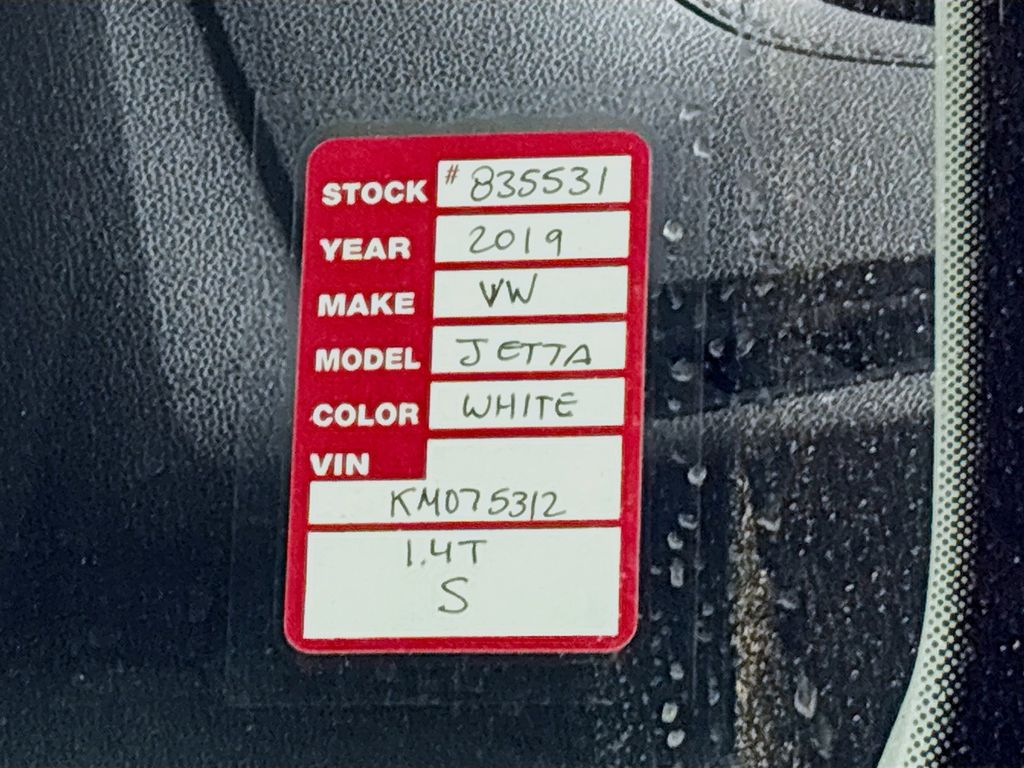 STOCK # 835531
YEAR 2019
MAKE VW
MODEL JETTA
COLOR WHITE
VIN
KM075312
1.4T
S